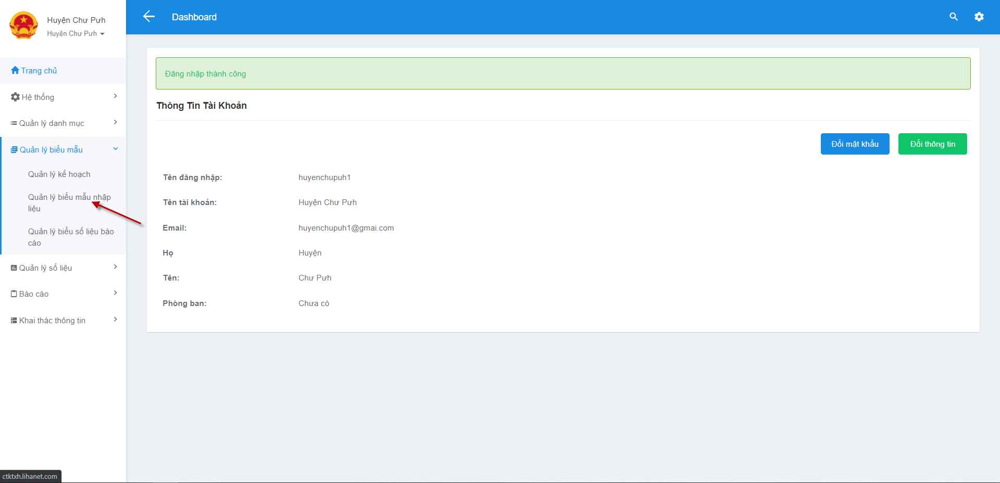 Huyện Chư Pưh
Huyện Chư Pưh
Dashboard
Trang chủ
Hệ thống
Quản lý danh mục
Quản lý biểu mẫu
Quản lý kế hoạch
Quản lý biểu mẫu nhập
liệu
Quản lý biểu số liệu báo
cáo
Quản lý số liệu
Báo cáo
Khai thác thông tin
Đăng nhập thành công
Thông Tin Tài Khoản
Đổi mật khẩu
Đổi thông tin
Tên đăng nhập: huyenchupuh1
Tên tài khoản: Huyện Chư Pưh
Email: huyenchupuh1@gmai.com
Họ Huyện
Tên: Chư Pưh
Phòng ban: Chưa có
ctktxh.lihanet.com